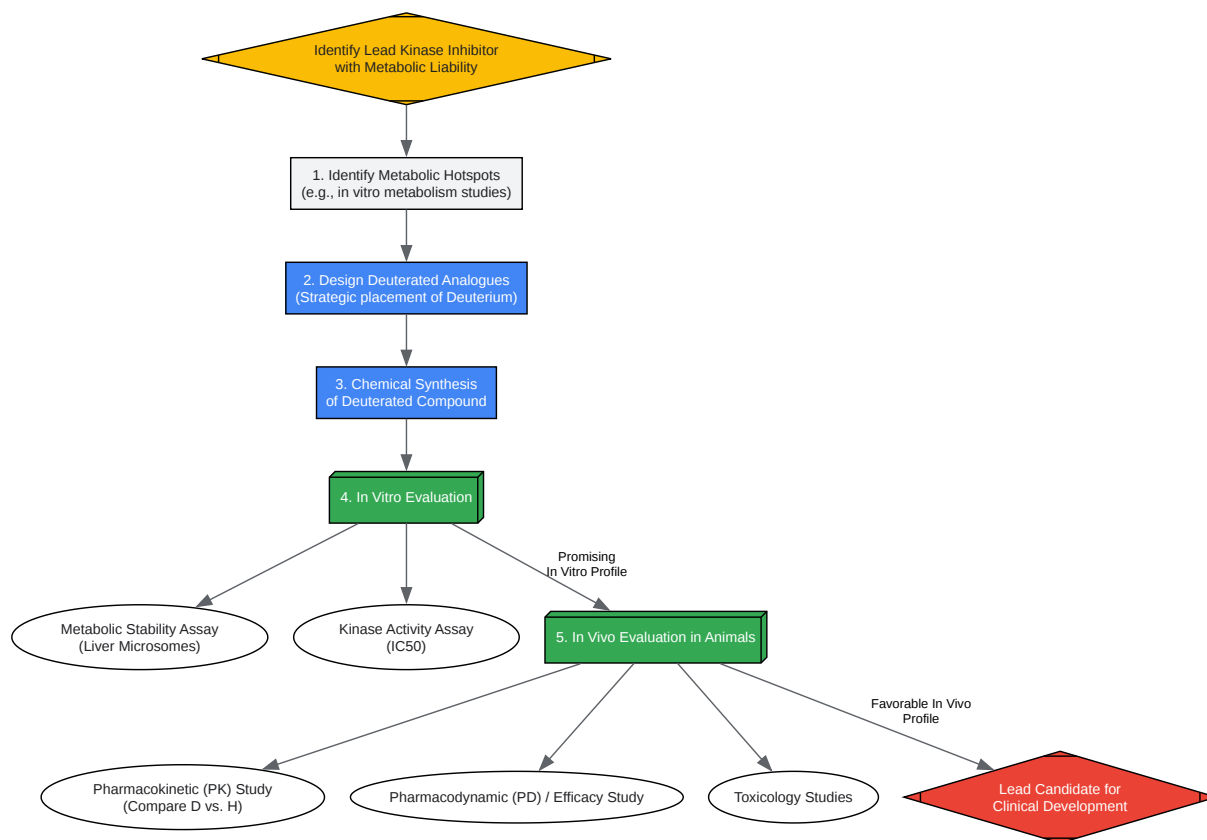 Identify Lead Kinase Inhibitor
with Metabolic Liability
1. Identify Metabolic Hotspots
(e.g., in vitro metabolism studies)
2. Design Deuterated Analogues
(Strategic placement of Deuterium)
3. Chemical Synthesis
of Deuterated Compound
4. In Vitro Evaluation
Promising
In Vitro Profile
Metabolic Stability Assay
(Liver Microsomes)
Kinase Activity Assay
(IC50)
5. In Vivo Evaluation in Animals
Favorable In Vivo
Profile
Pharmacokinetic (PK) Study
(Compare D vs. H)
Pharmacodynamic (PD) / Efficacy Study
Toxicology Studies
Lead Candidate for
Clinical Development